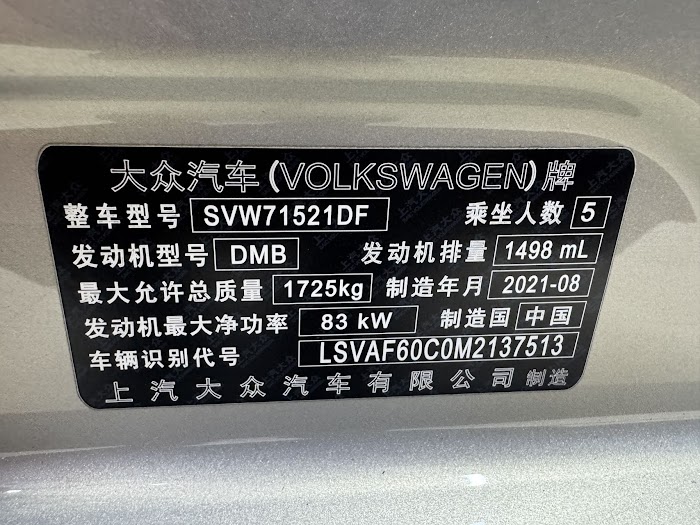 大众汽车(VOLKSWAGEN)牌
整车型号 SVW71521DF 乘坐人数 5
发动机型号 DMB 发动机排量 1498 mL
最大允许总质量 1725kg 制造年月 2021-08
发动机最大净功率 83 kW 制造国 中国
车辆识别代号 LSVAF60C0M2137513
上汽大众汽车有限公司 制造